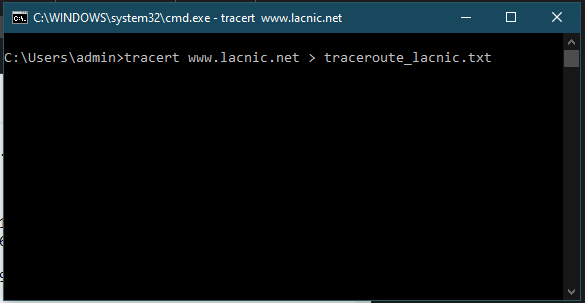 C:\WINDOWS\system32\cmd.exe - tracert  www.lacnic.net
C:\Users\admin>tracert www.lacnic.net > traceroute_lacnic.txt